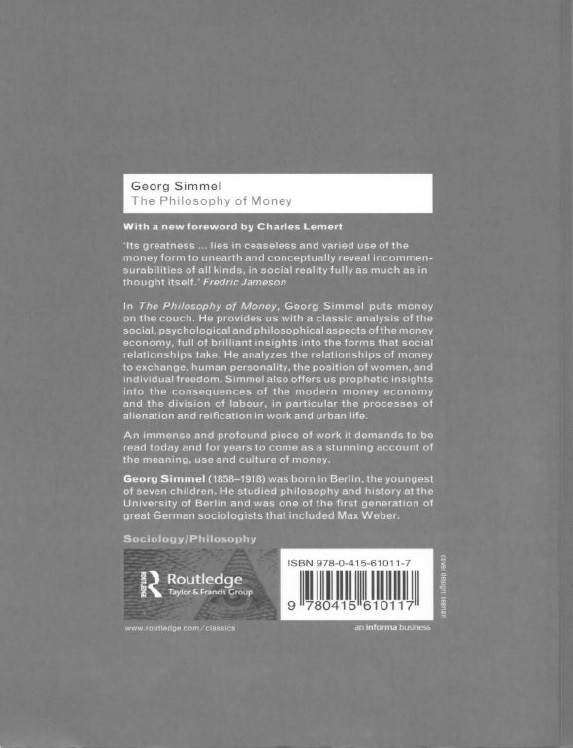 Georg Simmel
The Philosophy of Money
With a new foreword by Charles Lemert
'Its greatness ... lies in ceaseless and varied use of the
money form to unearth and conceptually reveal incommen-
surabilities of all kinds, in social reality fully as much as in
thought itself.' Fredric Jameson
In The Philosophy of Money, Georg Simmel puts money
on the couch. He provides us with a classic analysis of the
social, psychological and philosophical aspects of the money
economy, full of brilliant insights into the forms that social
relationships take. He analyzes the relationships of money
to exchange, human personality, the position of women, and
individual freedom. Simmel also offers us prophetic insights
into the consequences of the modern money economy
and the division of labour, in particular the processes of
alienation and reification in work and urban life.
An immense and profound piece of work it demands to be
read today and for years to come as a stunning account of
the meaning, use and culture of money.
Georg Simmel (1858–1918) was born in Berlin, the youngest
of seven children. He studied philosophy and history at the
University of Berlin and was one of the first generation of
great German sociologists that included Max Weber.
Sociology/Philosophy
ROUTLEDGE
Routledge
Taylor & Francis Group
www.routledge.com/classics
ISBN 978-0-415-61011-7
9 780415 610117
an informa business
cover design: keenan